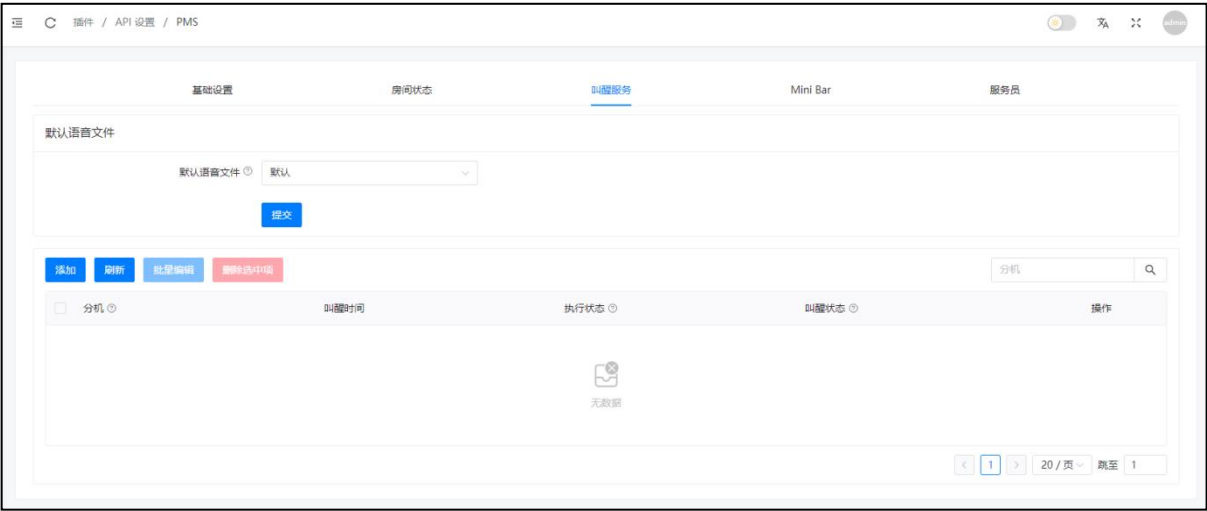 插件 / API 设置 / PMS
admin
基础设置 房间状态 叫醒服务 Mini Bar 服务员
默认语音文件
默认语音文件 默认
提交
添加 刷新 批量编辑 删除选中项 分机
分机 叫醒时间 执行状态 叫醒状态 操作
无数据
1 20 / 页 跳至 1